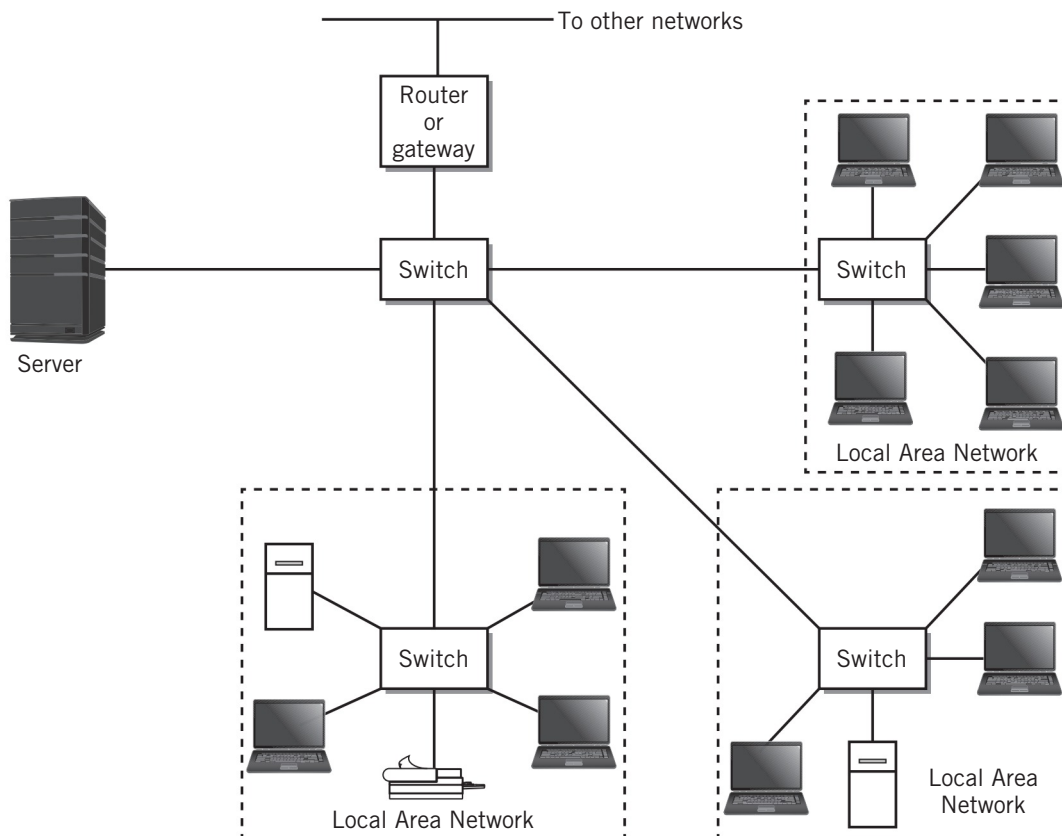 To other networks
Router
or
gateway
Switch
Switch
Server
Local Area Network
Switch
Switch
Local Area Network
Local Area
Network